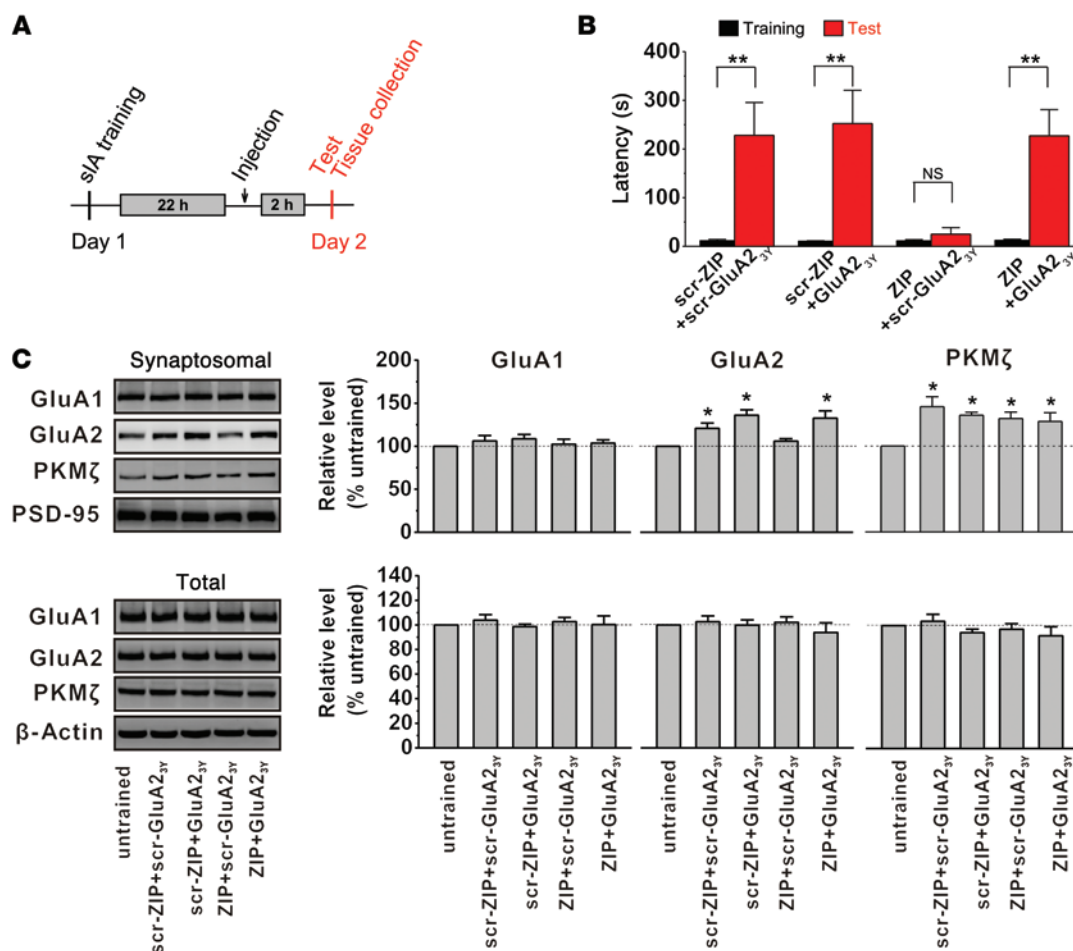 A
sIA training
Injection
Test
Tissue collection
22 h
2 h
Day 1
Day 2
B
Training
Test
Latency (s)
400
300
200
100
0
**
**
NS
**
scr-ZIP
+scr-GluA2₃Y
scr-ZIP
+GluA2₃Y
ZIP
+scr-GluA2₃Y
ZIP
+GluA2₃Y
C
Synaptosomal
GluA1
GluA2
PKMζ
PSD-95
Total
GluA1
GluA2
PKMζ
β-Actin
untrained
scr-ZIP+scr-GluA2₃Y
scr-ZIP+GluA2₃Y
ZIP+scr-GluA2₃Y
ZIP+GluA2₃Y
GluA1
GluA2
PKMζ
Relative level
(% untrained)
200
150
100
50
0
*
*
*
*
*
*
*
Relative level
(% untrained)
140
120
100
80
60
40
20
0
untrained
scr-ZIP+scr-GluA2₃Y
scr-ZIP+GluA2₃Y
ZIP+scr-GluA2₃Y
ZIP+GluA2₃Y
untrained
scr-ZIP+scr-GluA2₃Y
scr-ZIP+GluA2₃Y
ZIP+scr-GluA2₃Y
ZIP+GluA2₃Y
untrained
scr-ZIP+scr-GluA2₃Y
scr-ZIP+GluA2₃Y
ZIP+scr-GluA2₃Y
ZIP+GluA2₃Y